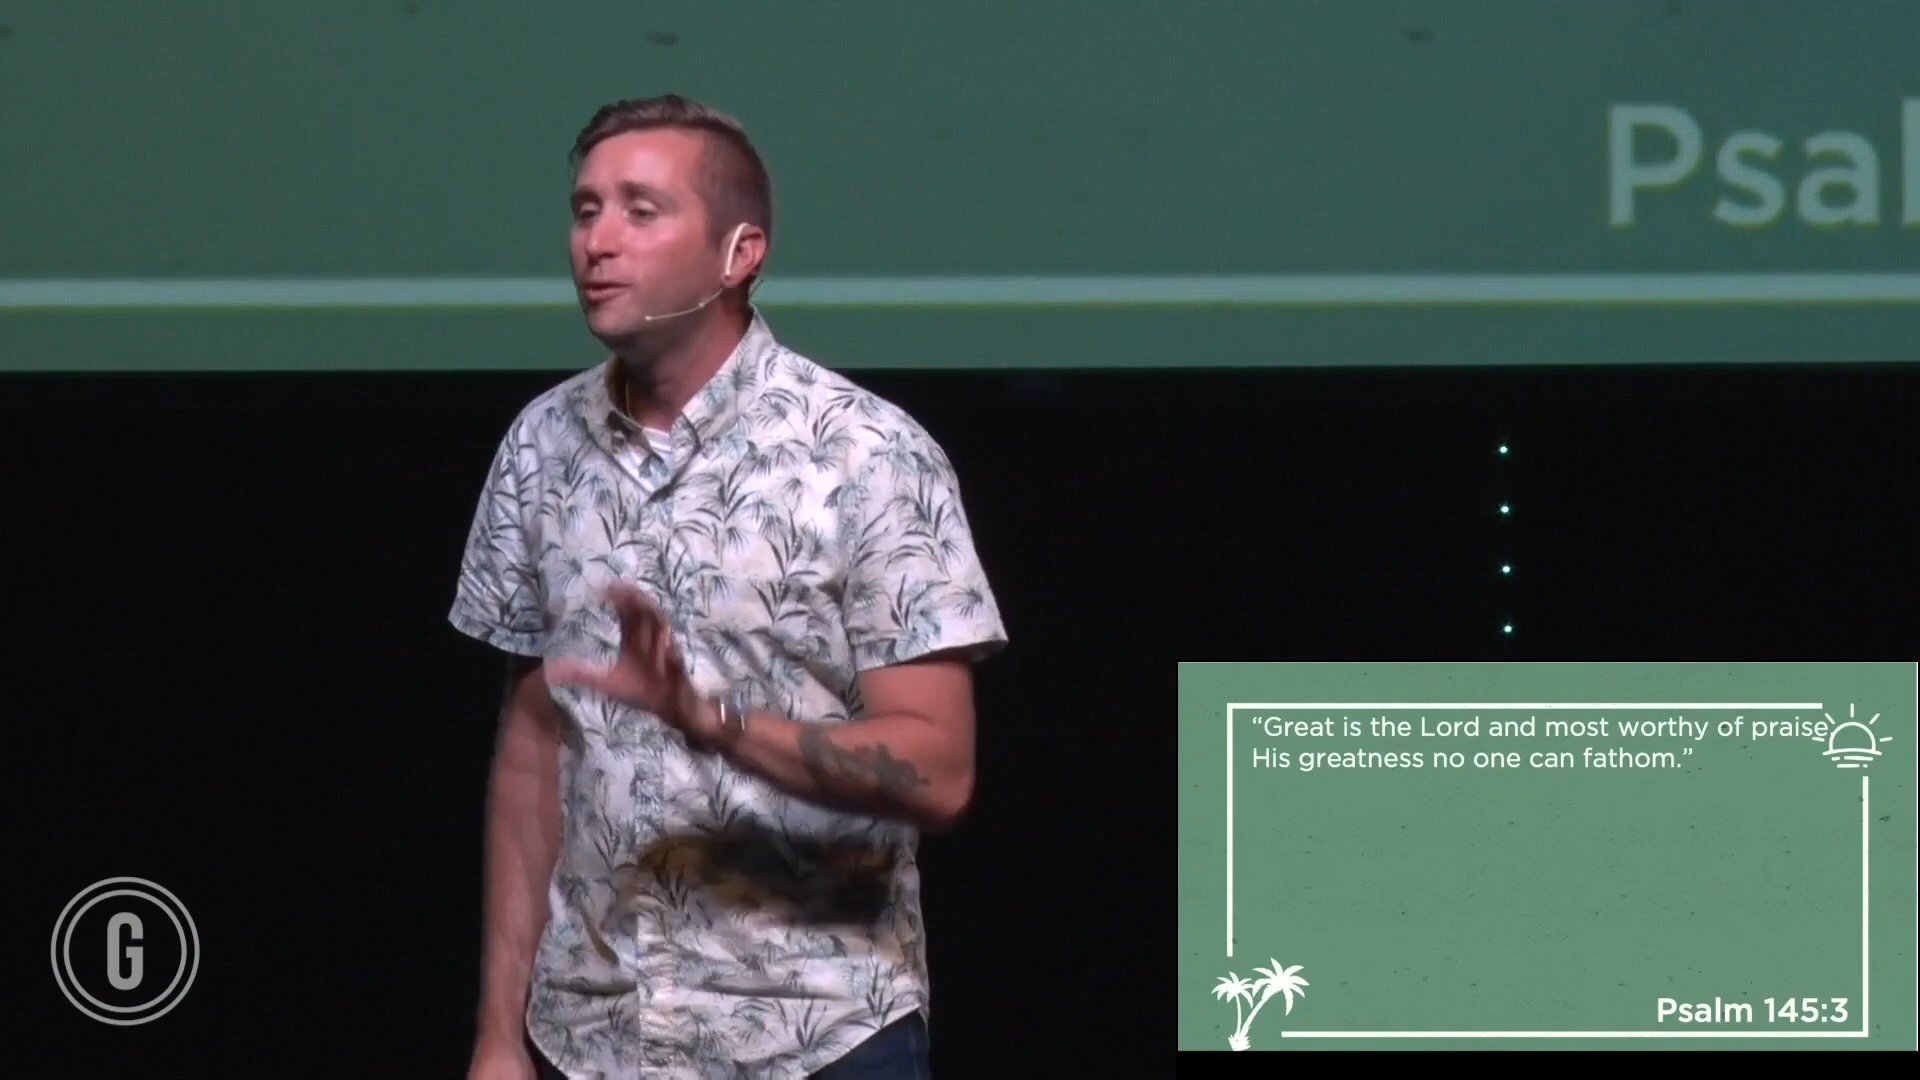 Psal
“Great is the Lord and most worthy of praise
His greatness no one can fathom.”
Psalm 145:3
G